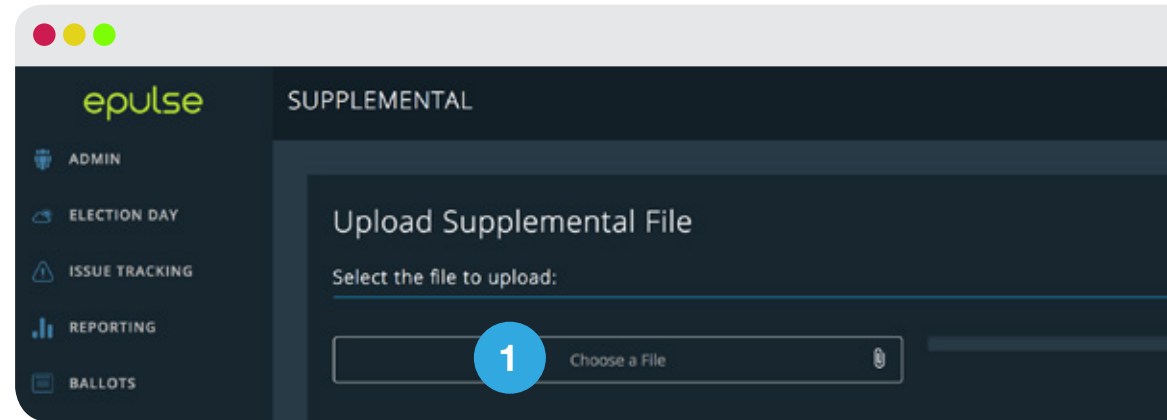 epulse
SUPPLEMENTAL
ADMIN
ELECTION DAY
ISSUE TRACKING
REPORTING
BALLOTS
Upload Supplemental File
Select the file to upload:
1
Choose a File